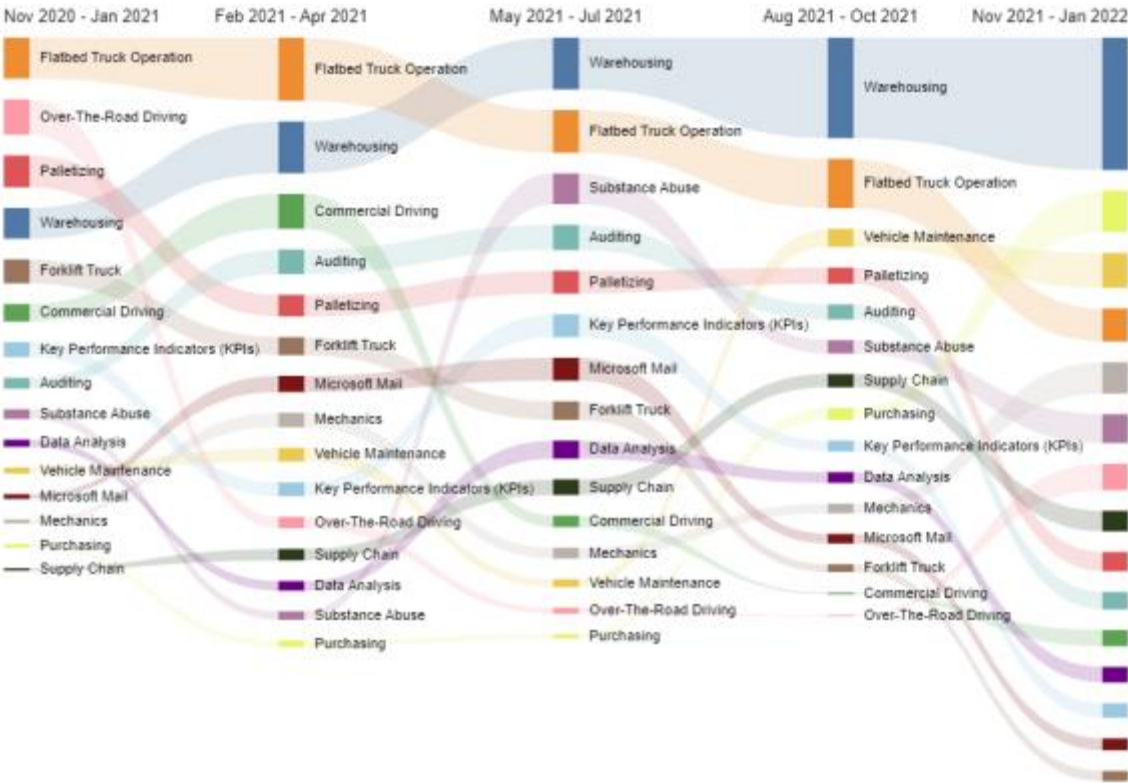 Nov 2020 - Jan 2021
Feb 2021 - Apr 2021
May 2021 - Jul 2021
Aug 2021 - Oct 2021
Nov 2021 - Jan 2022
Flatbed Truck Operation
Over-The-Road Driving
Palletizing
Warehousing
Forklift Truck
Commercial Driving
Key Performance Indicators (KPIs)
Auditing
Substance Abuse
Data Analysis
Vehicle Maintenance
Microsoft Mail
Mechanics
Purchasing
Supply Chain
Flatbed Truck Operation
Warehousing
Commercial Driving
Auditing
Palletizing
Forklift Truck
Microsoft Mail
Mechanics
Vehicle Maintenance
Key Performance Indicators (KPIs)
Over-The-Road Driving
Supply Chain
Data Analysis
Substance Abuse
Purchasing
Warehousing
Flatbed Truck Operation
Substance Abuse
Auditing
Palletizing
Key Performance Indicators (KPIs)
Microsoft Mail
Forklift Truck
Data Analysis
Supply Chain
Commercial Driving
Mechanics
Vehicle Maintenance
Over-The-Road Driving
Purchasing
Warehousing
Flatbed Truck Operation
Vehicle Maintenance
Palletizing
Auditing
Substance Abuse
Supply Chain
Purchasing
Key Performance Indicators (KPIs)
Data Analysis
Mechanics
Microsoft Mail
Forklift Truck
Commercial Driving
Over-The-Road Driving